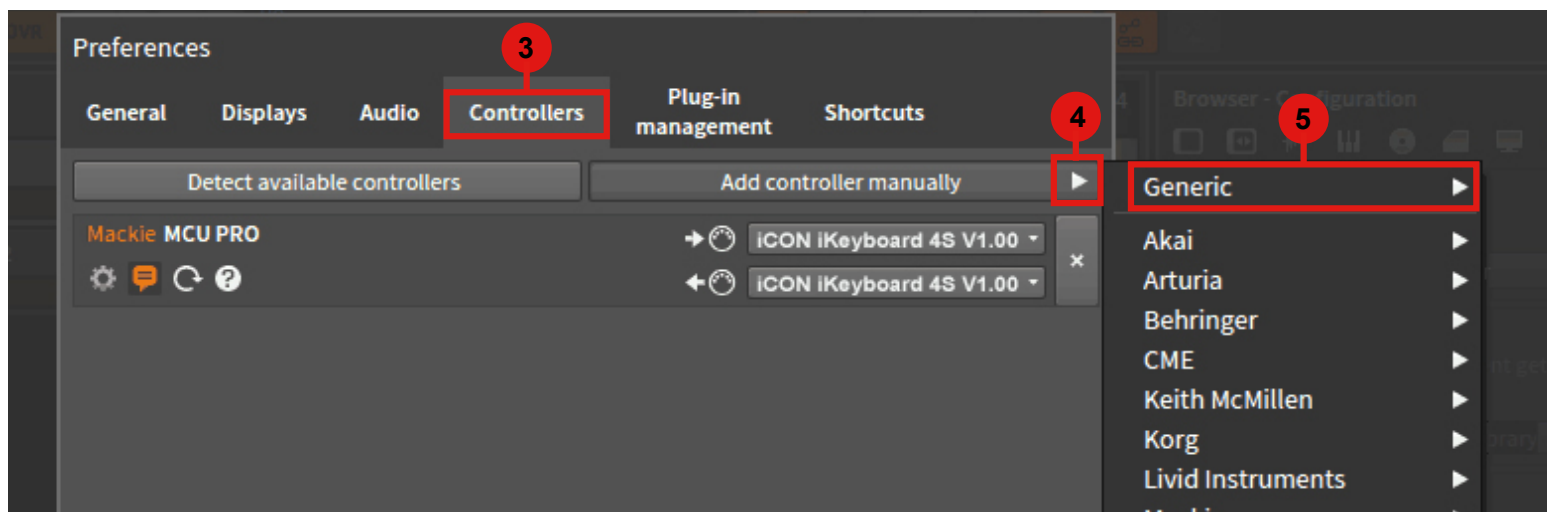 OVR
3
Preferences
General
Displays
Audio
Controllers
Plug-in
management
Shortcuts
4
4
Browser - Configuration
5
Detect available controllers
Add controller manually
Generic
Mackie MCU PRO
iCON iKeyboard 4S V1.00
iCON iKeyboard 4S V1.00
×
Akai
Arturia
Behringer
CME
Keith McMillen
Korg
Livid Instruments